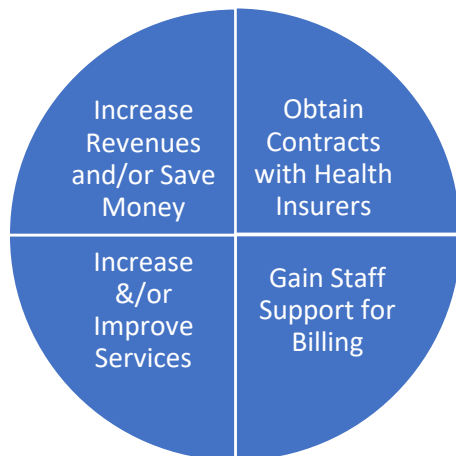 Increase
Revenues
and/or Save
Money
Obtain
Contracts
with Health
Insurers
Increase
&/or
Improve
Services
Gain Staff
Support for
Billing